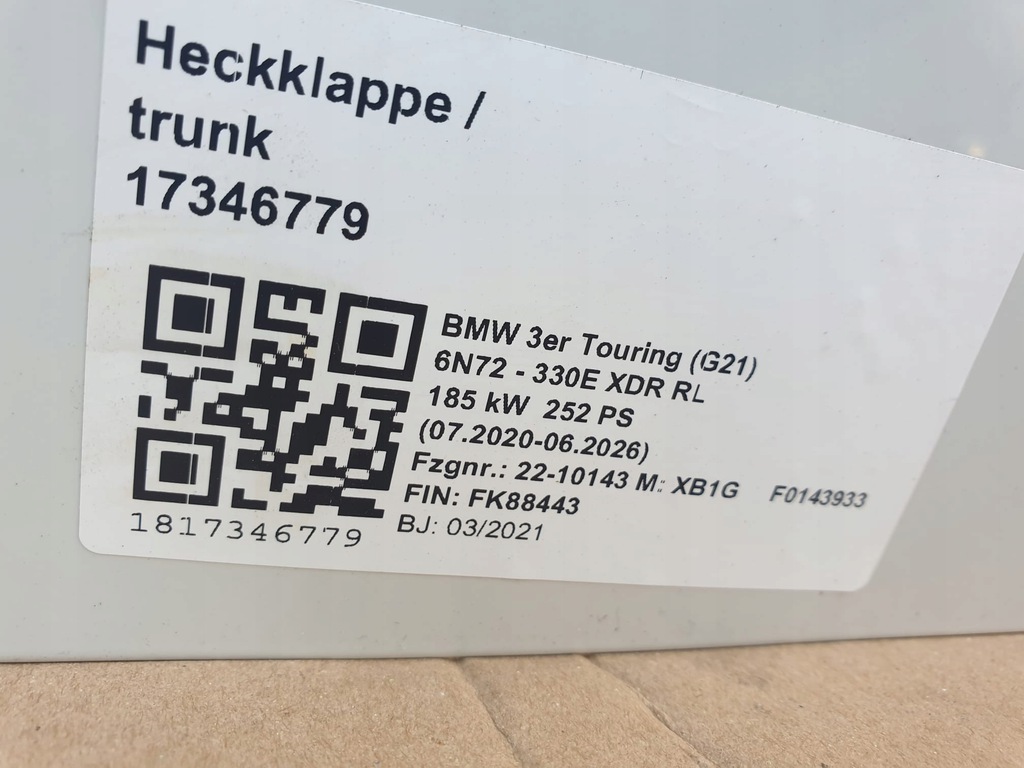 Heckklappe /
trunk
17346779
BMW 3er Touring (G21)
6N72 - 330E XDR RL
185 kW 252 PS
(07.2020-06.2026)
Fzgnr.: 22-10143 M: XB1G F0143933
FIN: FK88443
BJ: 03/2021
1817346779